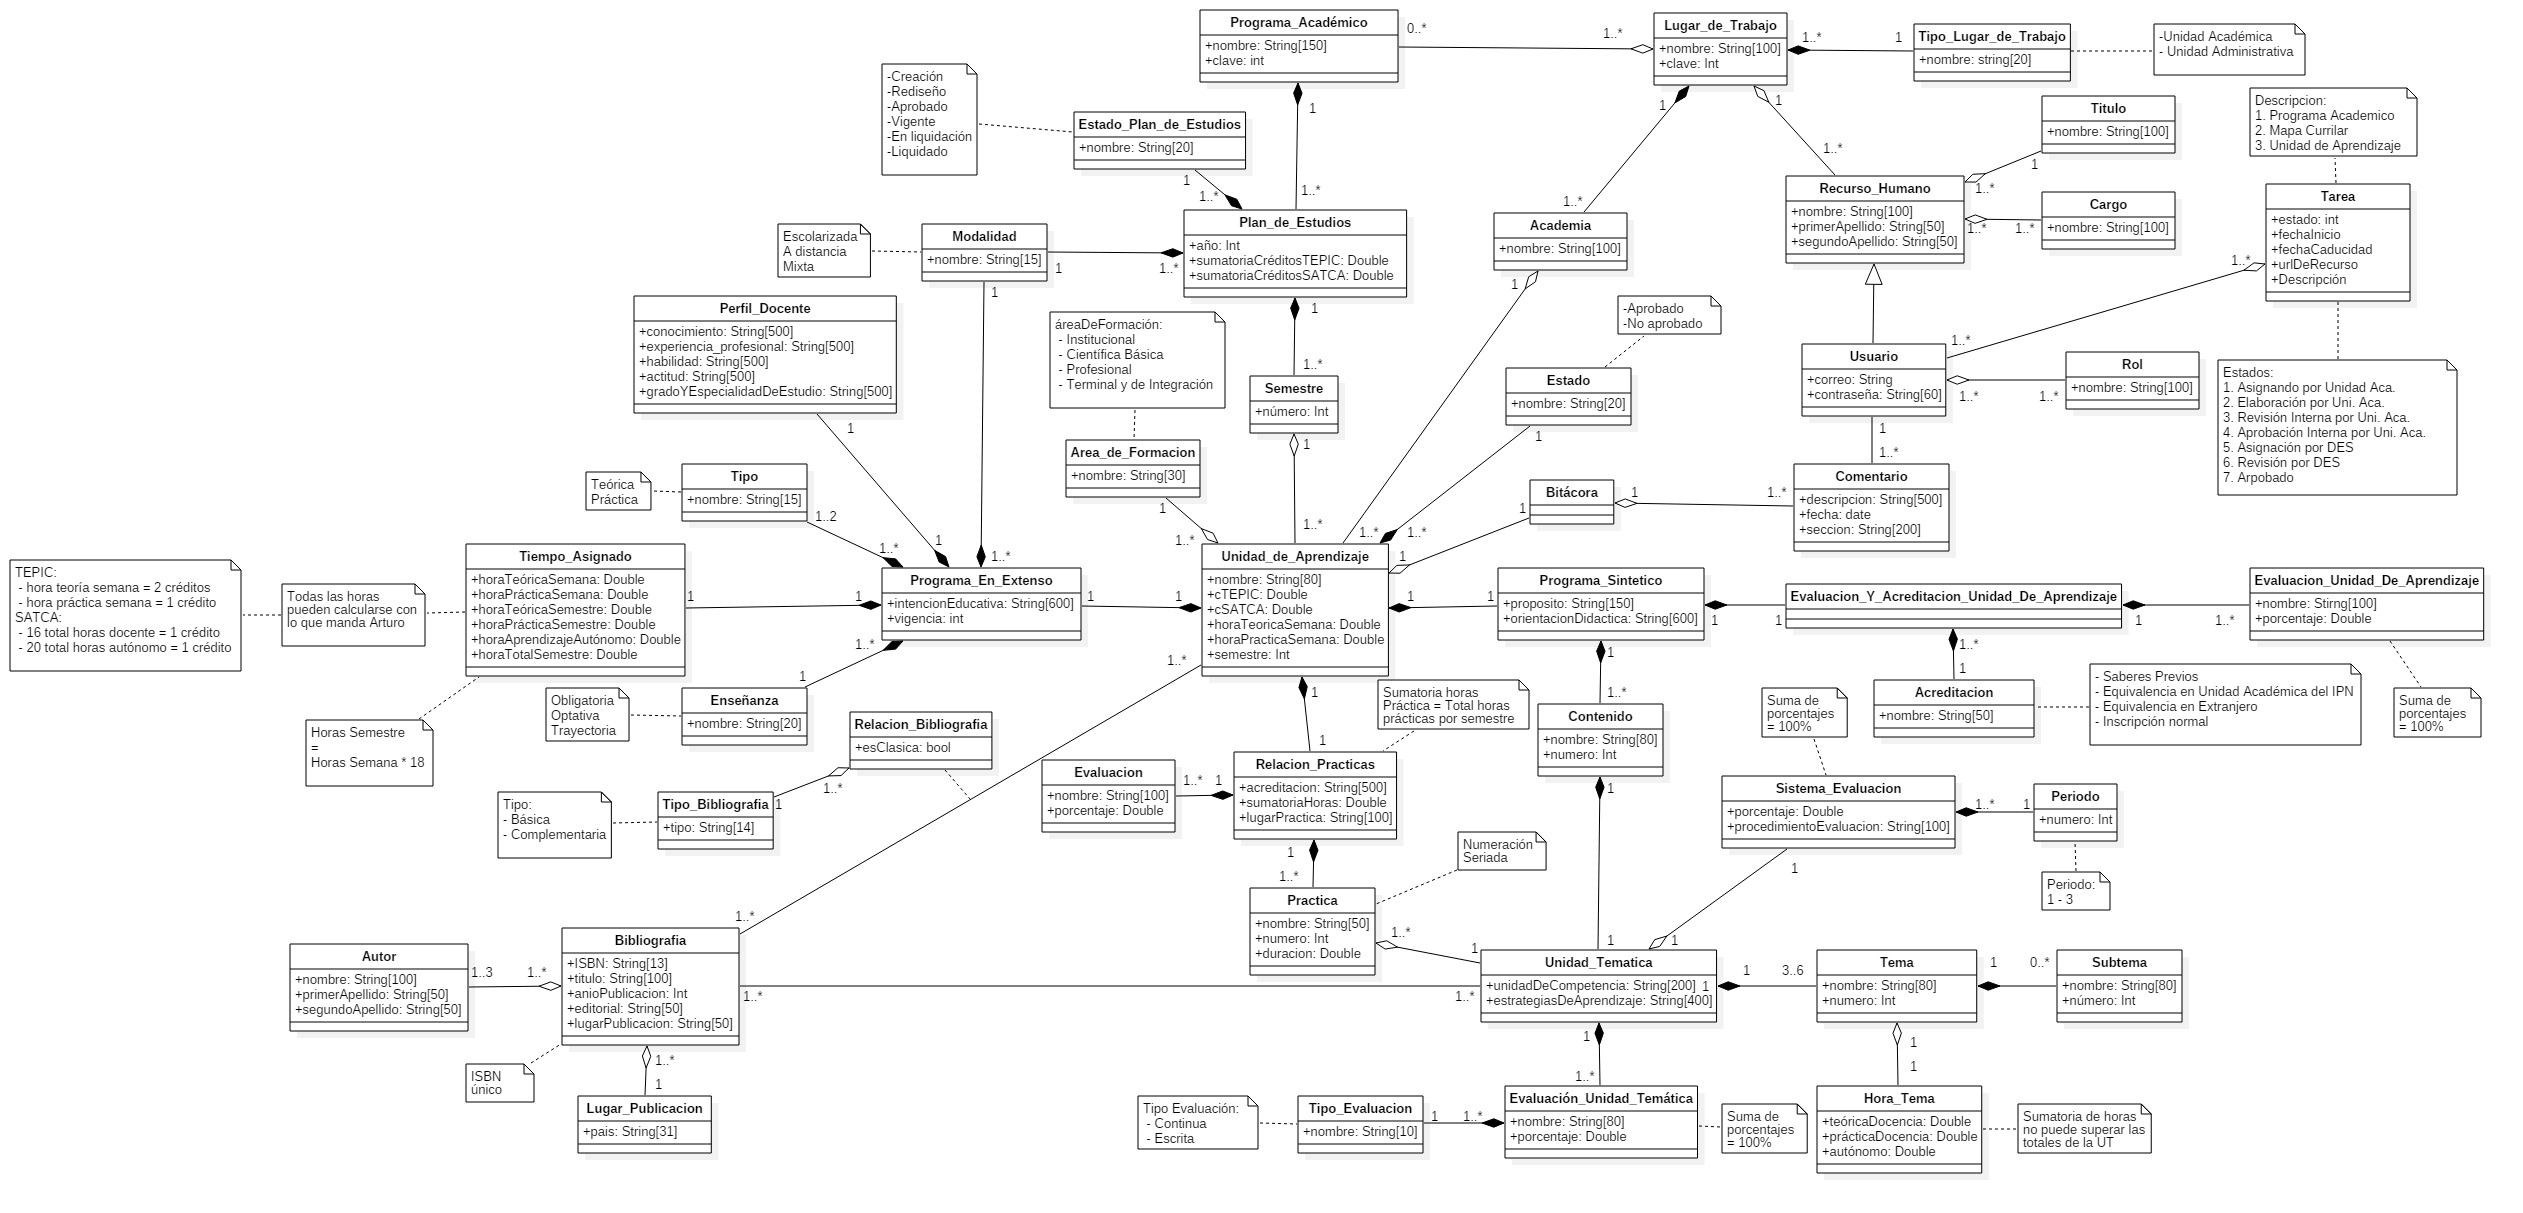 Programa_Académico
+nombre: String[150]
+clave: int
0..*
1..*
Lugar_de_Trabajo
+nombre: String[100]
+clave: Int
1..*
1
Tipo_Lugar_de_Trabajo
+nombre: string[20]
-Unidad Académica
- Unidad Administrativa
-Creación
-Rediseño
-Aprobado
-Vigente
-En liquidación
-Liquidado
Estado_Plan_de_Estudios
+nombre: String[20]
1
1..*
1
1..*
1
1
1..*
1..*
Titulo
+nombre: String[100]
Descripcion:
1. Programa Academico
2. Mapa Currilar
3. Unidad de Aprendizaje
1
1..*
Recurso_Humano
+nombre: String[100]
+primerApellido: String[50]
+segundoApellido: String[50]
Cargo
+nombre: String[100]
1..*
1..*
Tarea
+estado: int
+fechaInicio
+fechaCaducidad
+urlDeRecurso
+Descripción
Escolarizada
A distancia
Mixta
Modalidad
+nombre: String[15]
1
1..*
Plan_de_Estudios
+año: Int
+sumatoriaCréditosTEPIC: Double
+sumatoriaCréditosSATCA: Double
Academia
+nombre: String[100]
1..*
1..*
1
1
1
Perfil_Docente
+conocimiento: String[500]
+experiencia_profesional: String[500]
+habilidad: String[500]
+actitud: String[500]
+gradoYEspecialidadDeEstudio: String[500]
áreaDeFormación:
- Institucional
- Científica Básica
- Profesional
- Terminal y de Integración
1..*
Semestre
+número: Int
-Aprobado
-No aprobado
Estado
+nombre: String[20]
Usuario
+correo: String
+contraseña: String[60]
Rol
+nombre: String[100]
1..*
1..*
Estados:
1. Asignando por Unidad Aca.
2. Elaboración por Uni. Aca.
3. Revisión Interna por Uni. Aca.
4. Aprobación Interna por Uni. Aca.
5. Asignación por DES
6. Revisión por DES
7. Arpobado
1
1
1
1
1..*
Area_de_Formacion
+nombre: String[30]
Teórica
Práctica
Tipo
+nombre: String[15]
1..2
1..*
1
1..*
1
1..*
1..*
1..*
1..*
Bitácora
1
1
1
1..*
Comentario
+descripcion: String[500]
+fecha: date
+seccion: String[200]
TEPIC:
- hora teoría semana = 2 créditos
- hora práctica semana = 1 crédito
SATCA:
- 16 total horas docente = 1 crédito
- 20 total horas autónomo = 1 crédito
Todas las horas
pueden calcularse con
lo que manda Arturo
Tiempo_Asignado
+horaTeóricaSemana: Double
+horaPrácticaSemana: Double
+horaTeóricaSemestre: Double
+horaPrácticaSemestre: Double
+horaAprendizajeAutónomo: Double
+horaTotalSemestre: Double
1
1
Programa_En_Extenso
+intencionEducativa: String[600]
+vigencia: int
1
1
Unidad_de_Aprendizaje
+nombre: String[80]
+cTEPIC: Double
+cSATCA: Double
+horaTeoricaSemana: Double
+horaPracticaSemana: Double
+semestre: Int
1
1
Programa_Sintetico
+proposito: String[150]
+orientacionDidactica: String[600]
1
1
Evaluacion_Y_Acreditacion_Unidad_De_Aprendizaje
1
1..*
Evaluacion_Unidad_De_Aprendizaje
+nombre: Stirng[100]
+porcentaje: Double
1..*
1
1..*
1
1..*
1
Horas Semestre
=
Horas Semana * 18
Obligatoria
Optativa
Trayectoria
Enseñanza
+nombre: String[20]
Relacion_Bibliografia
+esClasica: bool
1
1
Sumatoria horas
Práctica = Total horas
prácticas por semestre
1..*
Contenido
+nombre: String[80]
+numero: Int
Suma de
porcentajes
= 100%
Acreditacion
+nombre: String[50]
- Saberes Previos
- Equivalencia en Unidad Académica del IPN
- Equivalencia en Extranjero
- Inscripción normal
Suma de
porcentajes
= 100%
Tipo:
- Básica
- Complementaria
Tipo_Bibliografia
+tipo: String[14]
1
1..*
Evaluacion
+nombre: String[100]
+porcentaje: Double
1..*
1
Relacion_Practicas
+acreditacion: String[500]
+sumatoriaHoras: Double
+lugarPractica: String[100]
1
Sistema_Evaluacion
+porcentaje: Double
+procedimientoEvaluacion: String[100]
1..*
1
Periodo
+numero: Int
1
1..*
Numeración
Seriada
1
Periodo:
1 - 3
1..*
Practica
+nombre: String[50]
+numero: Int
+duracion: Double
1..*
1
1
1
Autor
+nombre: String[100]
+primerApellido: String[50]
+segundoApellido: String[50]
1..3
1..*
Bibliografia
+ISBN: String[13]
+titulo: String[100]
+anioPublicacion: Int
+editorial: String[50]
+lugarPublicacion: String[50]
1..*
1..*
Unidad_Tematica
+unidadDeCompetencia: String[200]
+estrategiasDeAprendizaje: String[400]
1
1
3..6
Tema
+nombre: String[80]
+numero: Int
1
0..*
Subtema
+nombre: String[80]
+número: Int
ISBN
único
1..*
1
Lugar_Publicacion
+pais: String[31]
1
1..*
1
1
Tipo Evaluación:
- Continua
- Escrita
Tipo_Evaluacion
+nombre: String[10]
1
1..*
Evaluación_Unidad_Temática
+nombre: String[80]
+porcentaje: Double
Suma de
porcentajes
= 100%
Hora_Tema
+teóricaDocencia: Double
+prácticaDocencia: Double
+autónomo: Double
Sumatoria de horas
no puede superar las
totales de la UT